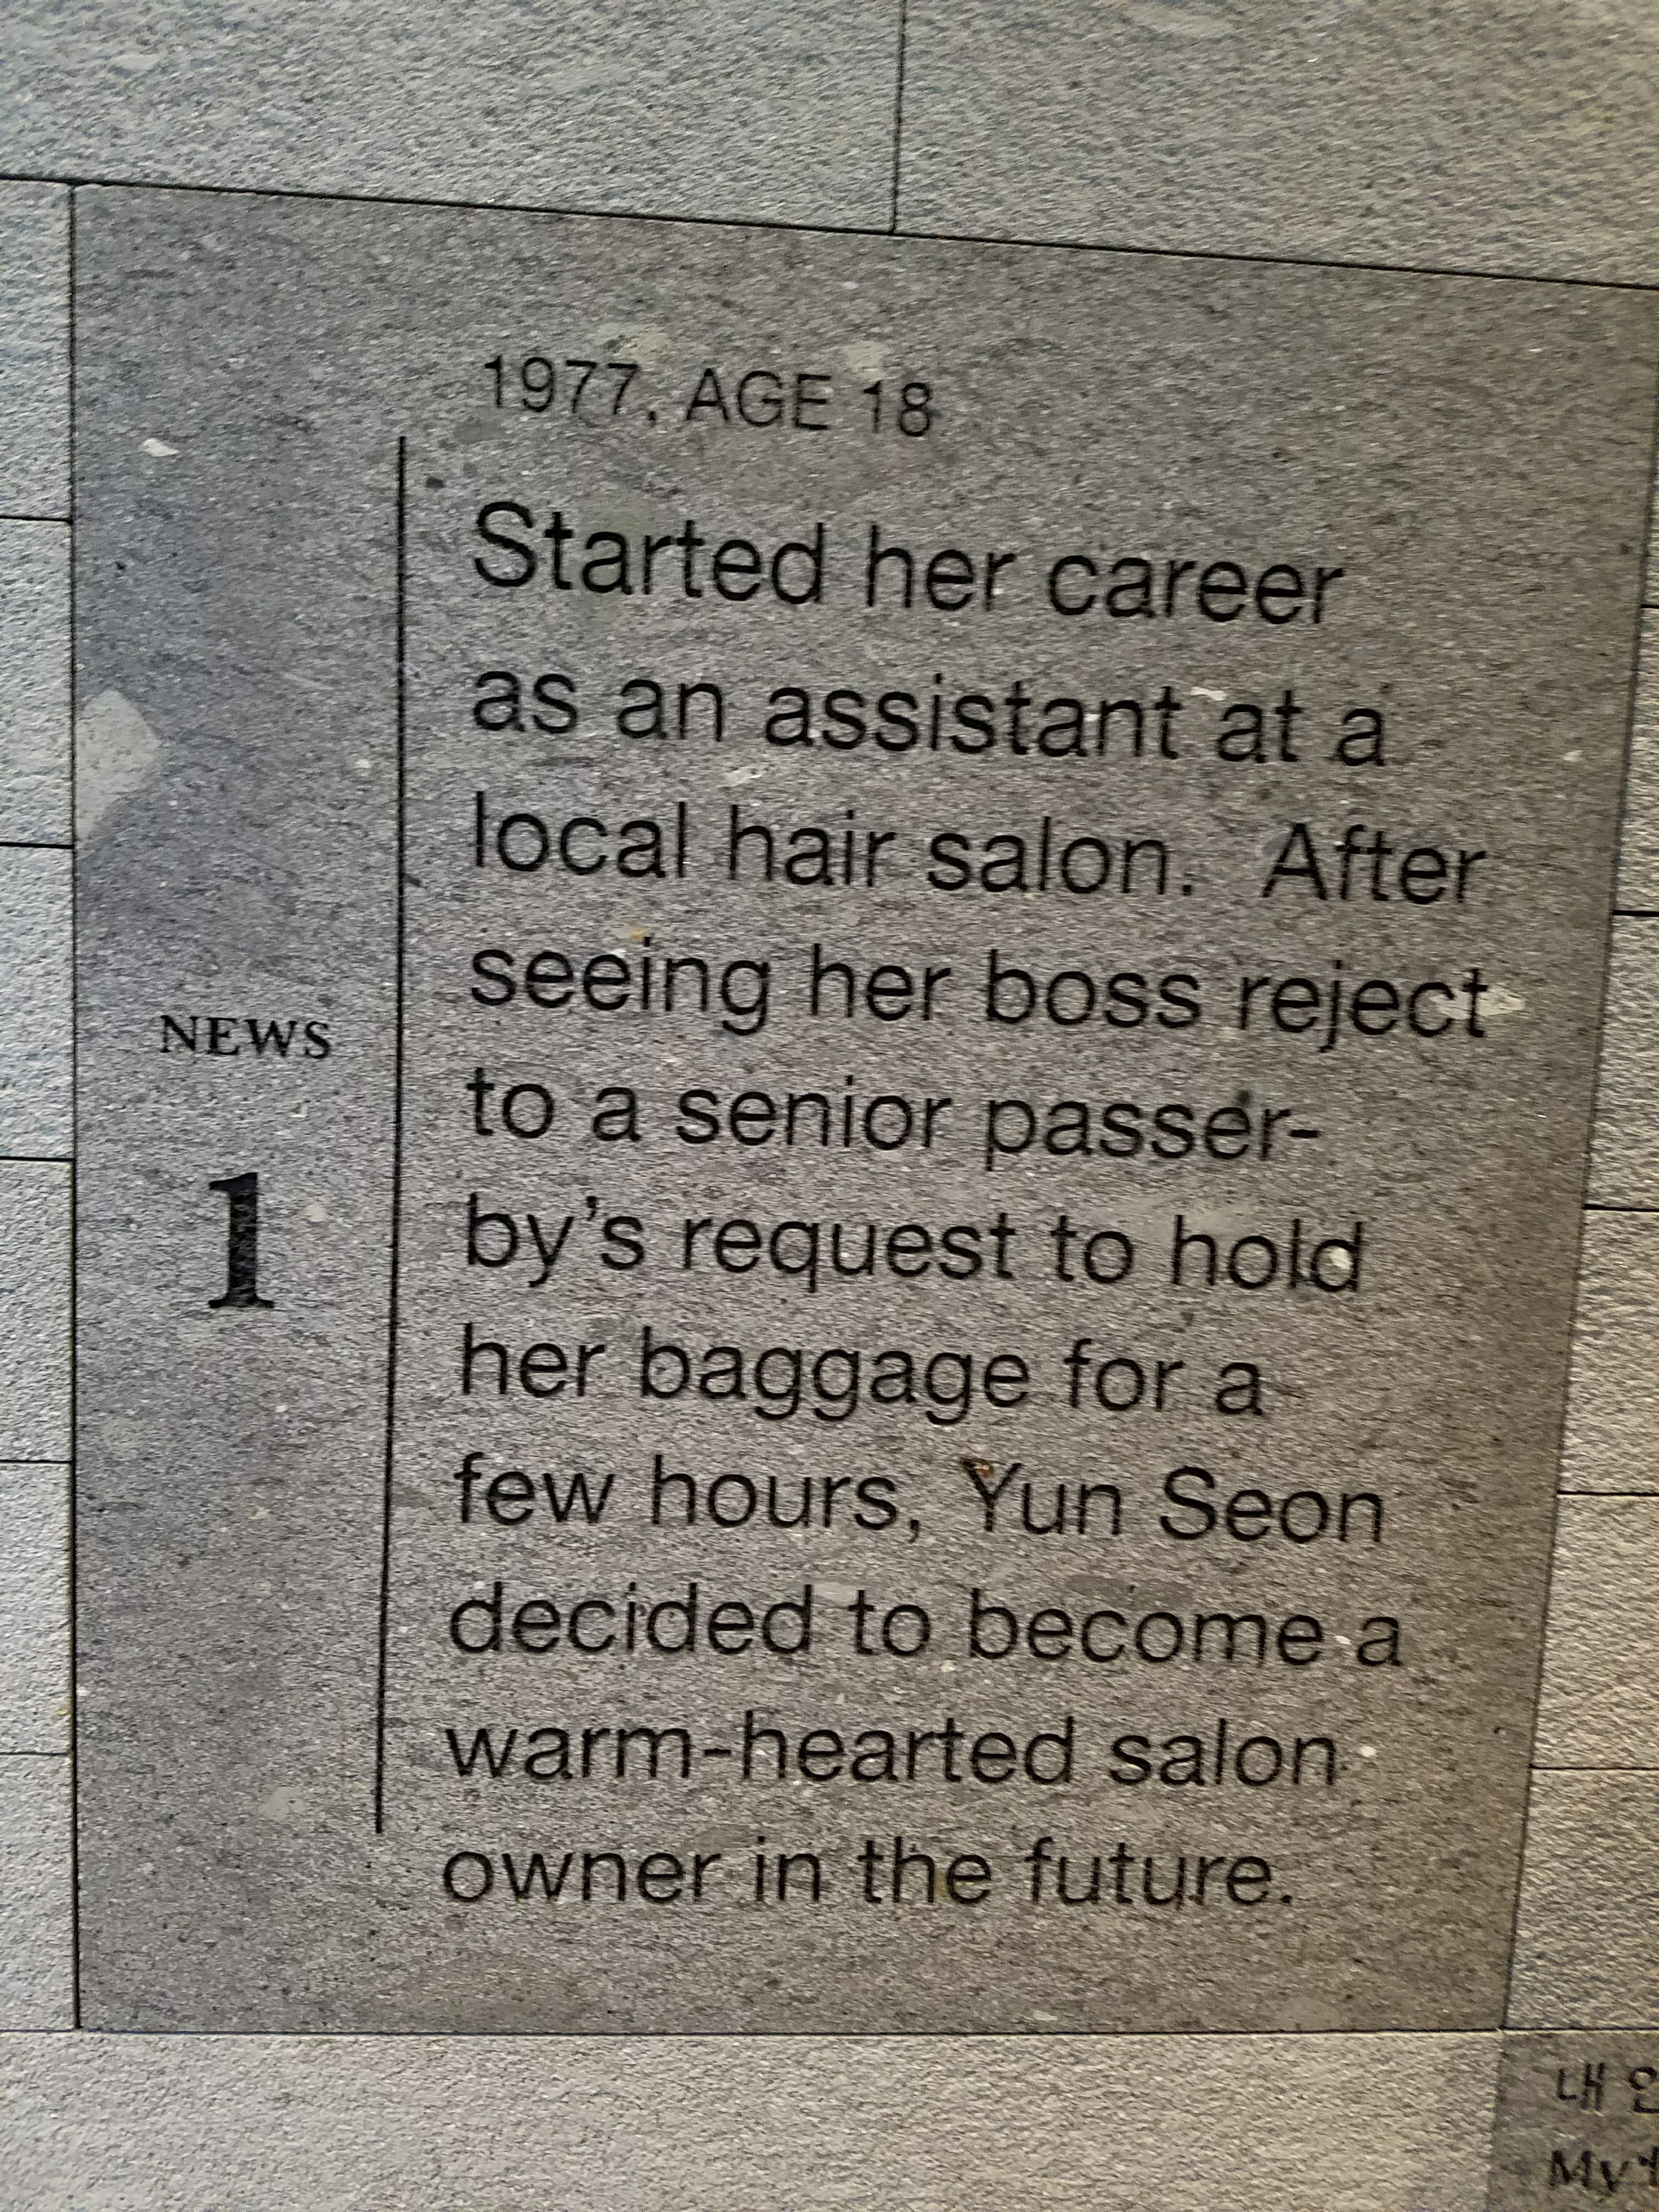 1977, AGE 18
Started her career
as an assistant at a
local hair salon. After
seeing her boss reject
to a senior passer-
by's request to hold
her baggage for a
few hours, Yun Seon
decided to become a
warm-hearted salon
owner in the future.
NEWS
1
내
My